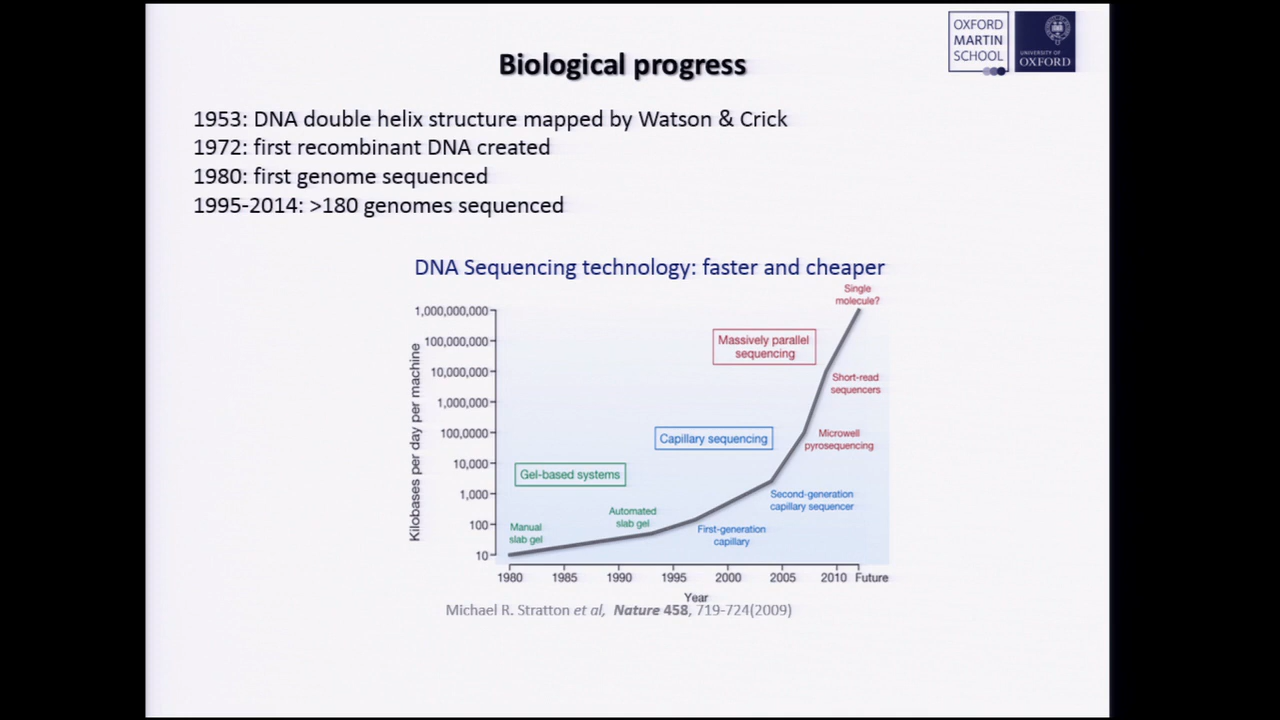 OXFORD
MARTIN
SCHOOL
UNIVERSITY OF
OXFORD
Biological progress
1953: DNA double helix structure mapped by Watson & Crick
1972: first recombinant DNA created
1980: first genome sequenced
1995-2014: >180 genomes sequenced
DNA Sequencing technology: faster and cheaper
Single
molecule?
1,000,000,000
100,000,000
10,000,000
1,000,000
100,0000
10,000
1,000
100
10
Kilobases per day per machine
Massively parallel
sequencing
Short-read
sequencers
Capillary sequencing
Microwell
pyrosequencing
Gel-based systems
Second-generation
capillary sequencer
Automated
slab gel
Manual
slab gel
First-generation
capillary
1980 1985 1990 1995 2000 2005 2010 Future
Year
Michael R. Stratton et al, Nature 458, 719-724(2009)